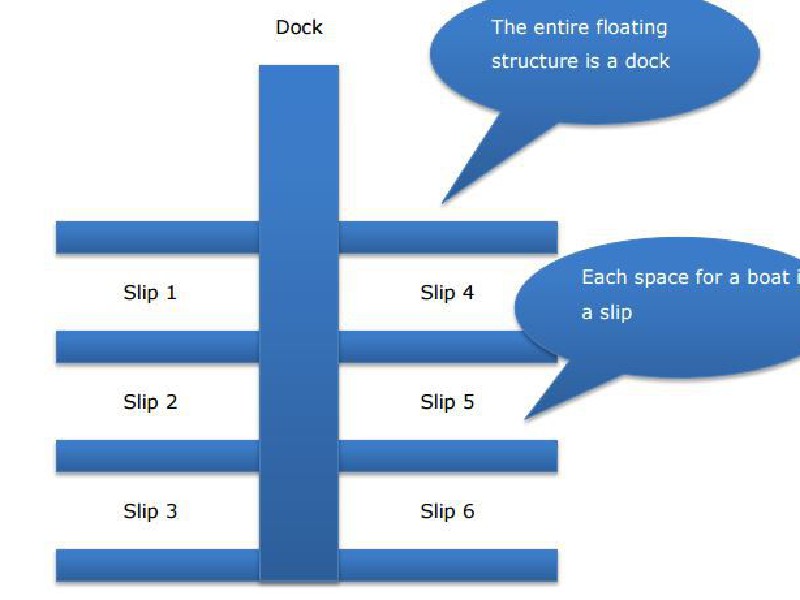 Dock
The entire floating
structure is a dock
Slip 1
Slip 4
Each space for a boat
a slip
Slip 2
Slip 5
Slip 3
Slip 6